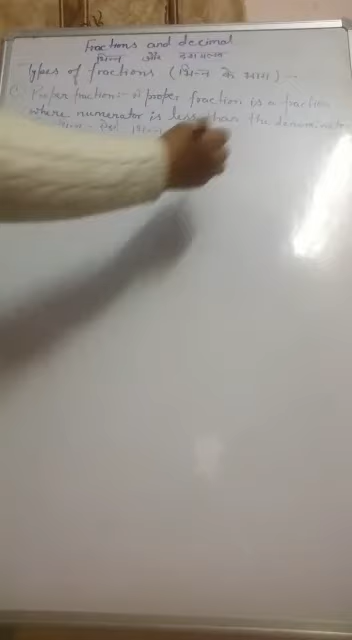 Fractions and decimal
भिन्न और दशमलव
Types of fractions (भिन्न के भाग) :-
Proper fraction :- A proper fraction is a fraction
where numerator is less than the denominator